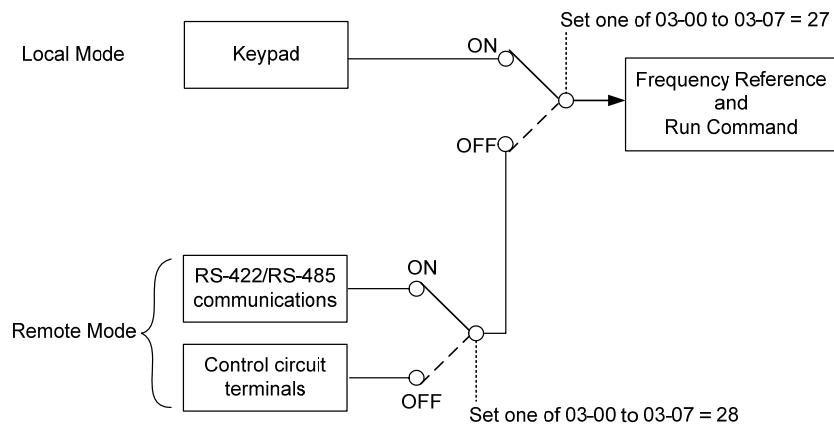 Set one of 03-00 to 03-07 = 27
Local Mode
Keypad
ON
Frequency Reference
and
Run Command
OFF
RS-422/RS-485
communications
ON
Remote Mode
Control circuit
terminals
OFF
Set one of 03-00 to 03-07 = 28